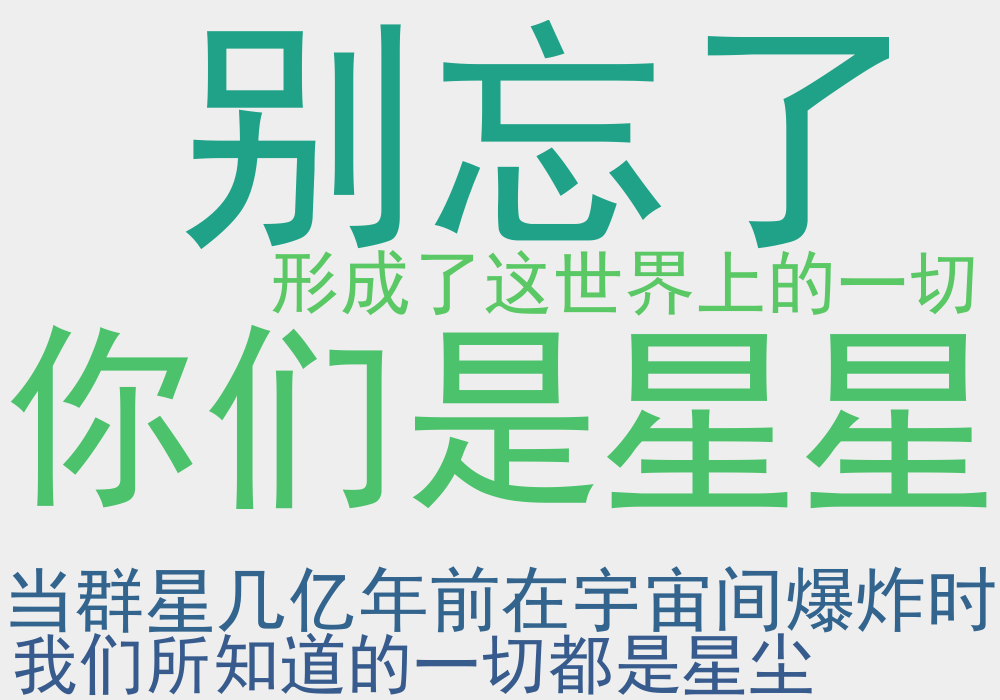 别忘了
形成了这世界上的一切
你们是星星
当群星几亿年前在宇宙间爆炸时
我们所知道的一切都是星尘